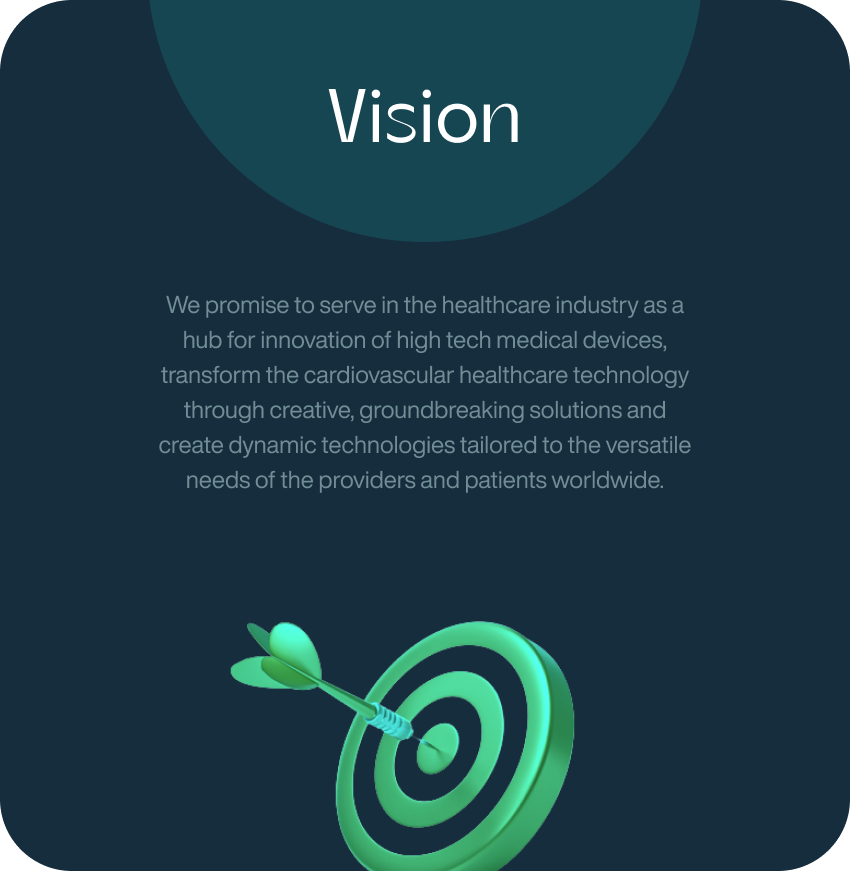 Vision
We promise to serve in the healthcare industry as a
hub for innovation of high tech medical devices,
transform the cardiovascular healthcare technology
through creative, groundbreaking solutions and
create dynamic technologies tailored to the versatile
needs of the providers and patients worldwide.